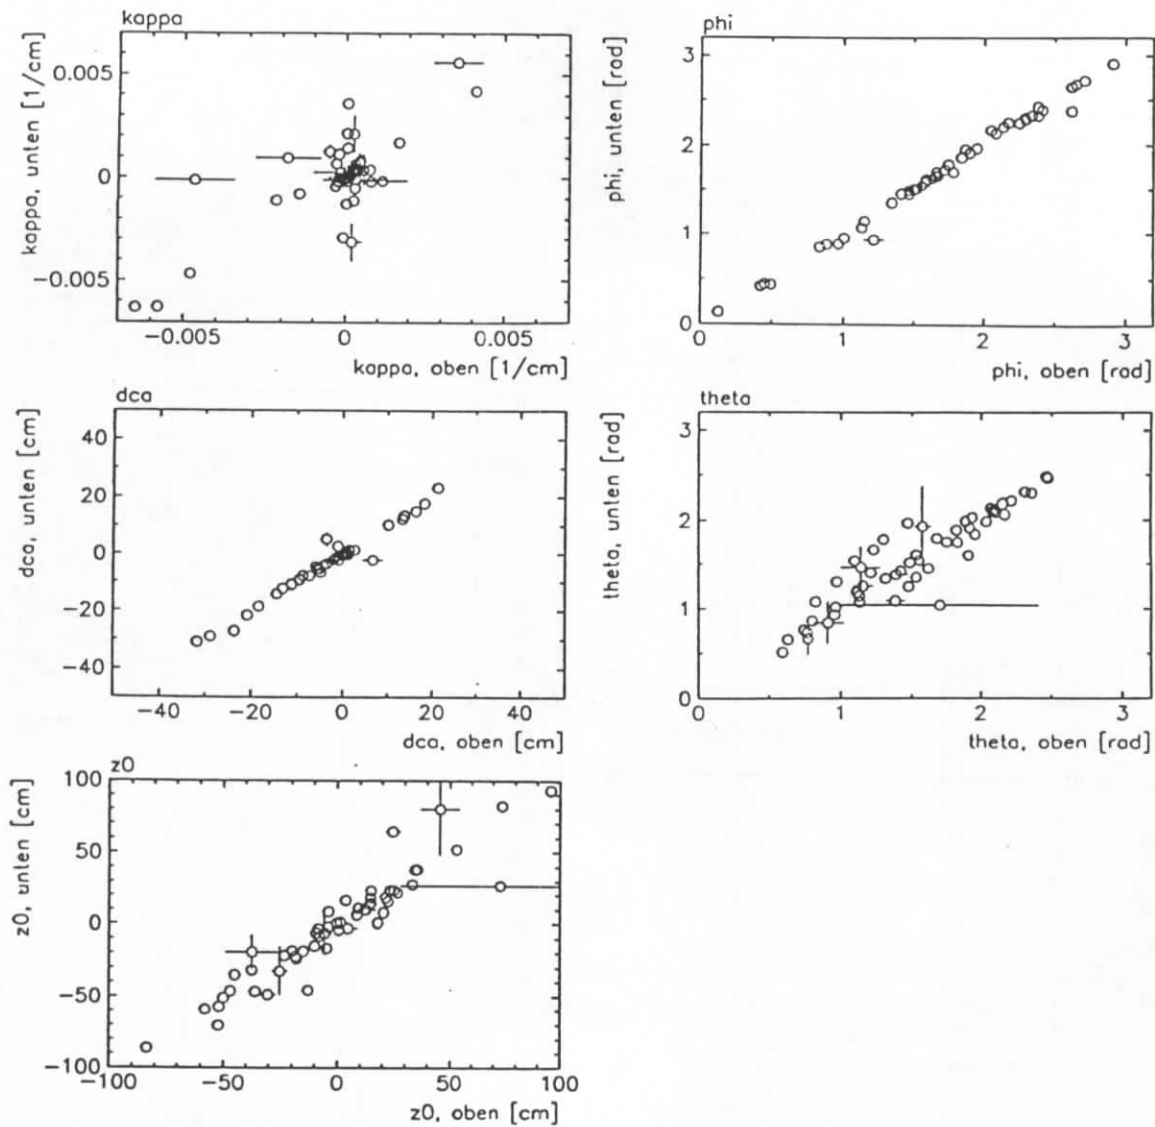 kappa
kappa, unten [1/cm]
0.005
0
−0.005
−0.005 0 0.005
kappa, oben [1/cm]
phi
phi, unten [rad]
3
2
1
0
0 1 2 3
phi, oben [rad]
dca
dca, unten [cm]
40
20
0
−20
−40
−40 −20 0 20 40
dca, oben [cm]
theta
theta, unten [rad]
3
2
1
0
0 1 2 3
theta, oben [rad]
z0
z0, unten [cm]
100
50
0
−50
−100
−100 −50 0 50 100
z0, oben [cm]